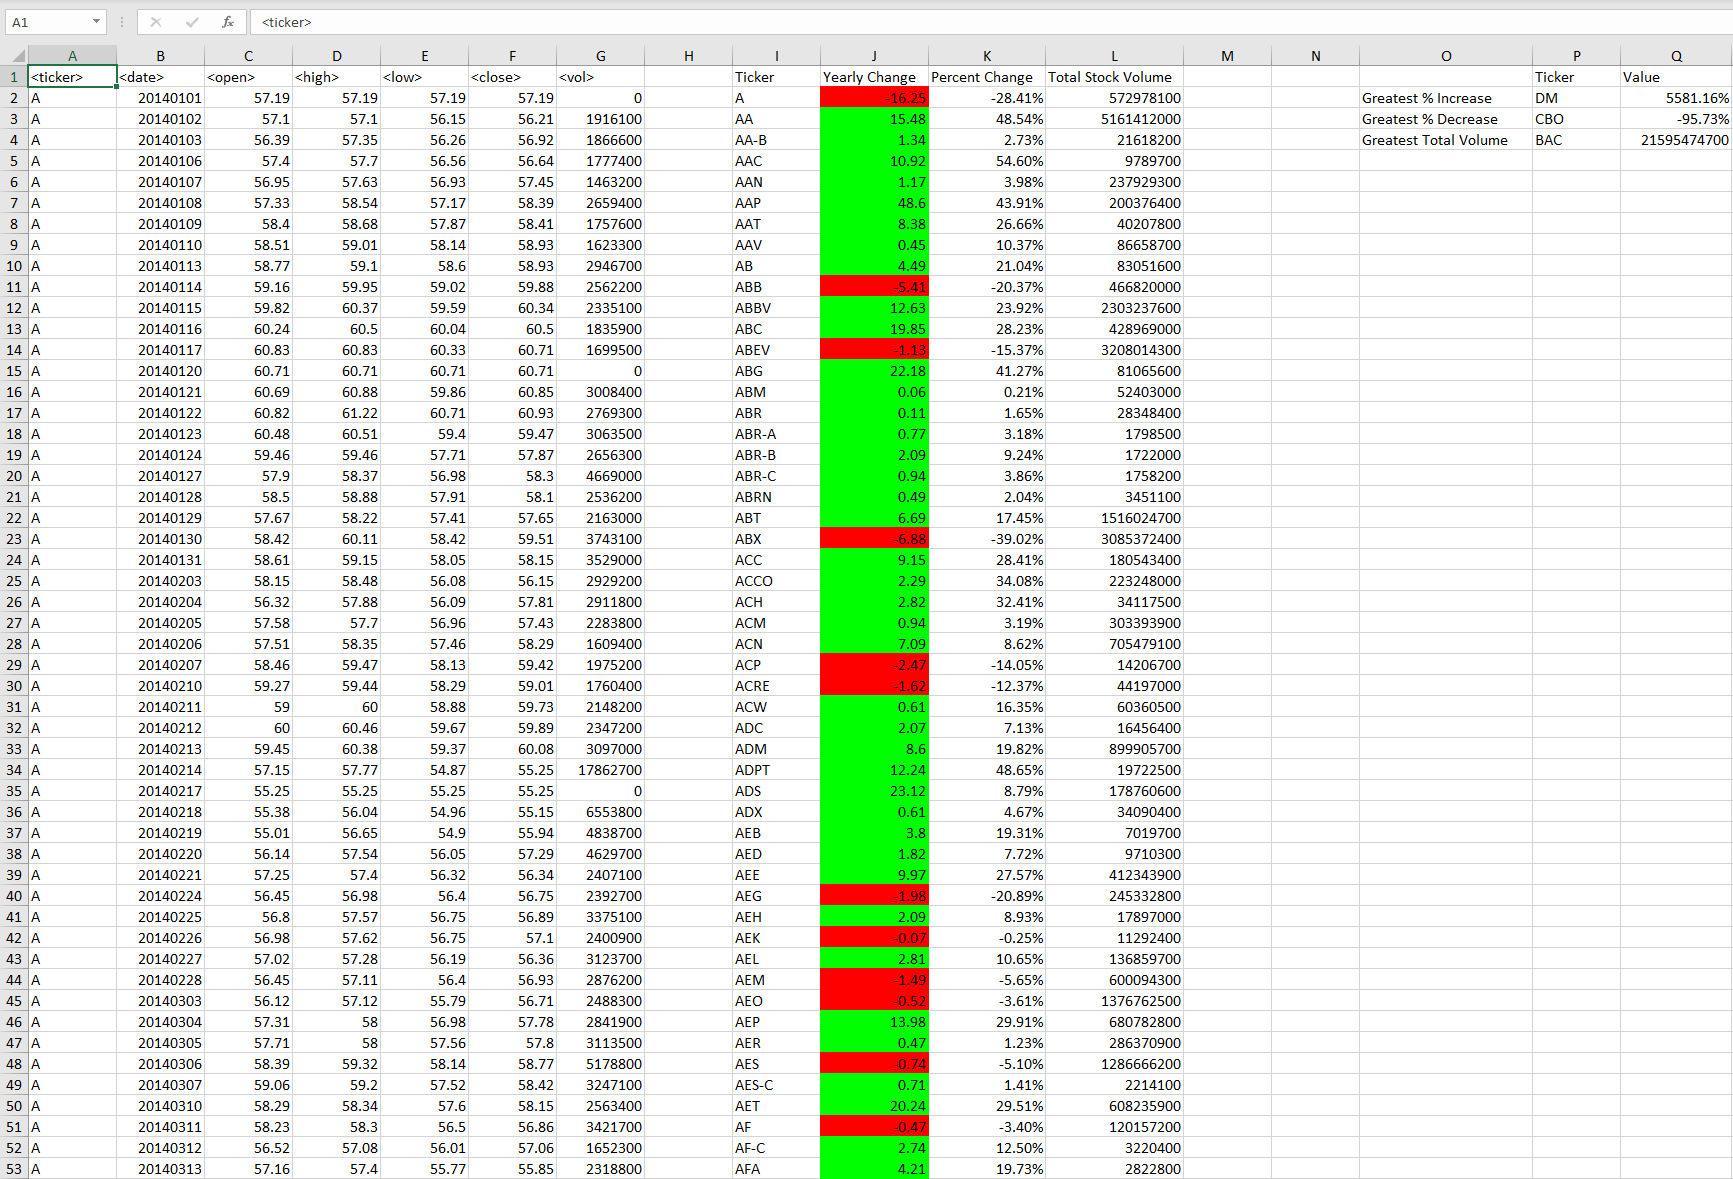 A1 fx <ticker>
A B C D E F G H I J K L M N O P Q
1 <ticker> <date> <open> <high> <low> <close> <vol> Ticker Yearly Change Percent Change Total Stock Volume Ticker Value
2 A 20140101 57.19 57.19 57.19 57.19 0 A -16.25 -28.41% 572978100 Greatest % Increase DM 5581.16%
3 A 20140102 57.1 57.1 56.15 56.21 1916100 AA 15.48 48.54% 5161412000 Greatest % Decrease CBO -95.73%
4 A 20140103 56.39 57.35 56.26 56.92 1866600 AA-B 1.34 2.73% 21618200 Greatest Total Volume BAC 21595474700
5 A 20140106 57.4 57.7 56.56 56.64 1777400 AAC 10.92 54.60% 9789700
6 A 20140107 56.95 57.63 56.93 57.45 1463200 AAN 1.17 3.98% 237929300
7 A 20140108 57.33 58.54 57.17 58.39 2659400 AAP 48.6 43.91% 200376400
8 A 20140109 58.4 58.68 57.87 58.41 1757600 AAT 8.38 26.66% 40207800
9 A 20140110 58.51 59.01 58.14 58.93 1623300 AAV 0.45 10.37% 86658700
10 A 20140113 58.77 59.1 58.6 58.93 2946700 AB 4.49 21.04% 83051600
11 A 20140114 59.16 59.95 59.02 59.88 2562200 ABB -5.41 -20.37% 466820000
12 A 20140115 59.82 60.37 59.59 60.34 2335100 ABBV 12.63 23.92% 2303237600
13 A 20140116 60.24 60.5 60.04 60.5 1835900 ABC 19.85 28.23% 428969000
14 A 20140117 60.83 60.83 60.33 60.71 1699500 ABEV -1.13 -15.37% 3208014300
15 A 20140120 60.71 60.71 60.71 60.71 0 ABG 22.18 41.27% 81065600
16 A 20140121 60.69 60.88 59.86 60.85 3008400 ABM 0.06 0.21% 52403000
17 A 20140122 60.82 61.22 60.71 60.93 2769300 ABR 0.11 1.65% 28348400
18 A 20140123 60.48 60.51 59.4 59.47 3063500 ABR-A 0.77 3.18% 1798500
19 A 20140124 59.46 59.46 57.71 57.87 2656300 ABR-B 2.09 9.24% 1722000
20 A 20140127 57.9 58.37 56.98 58.3 4669000 ABR-C 0.94 3.86% 1758200
21 A 20140128 58.5 58.88 57.91 58.1 2536200 ABRN 0.49 2.04% 3451100
22 A 20140129 57.67 58.22 57.41 57.65 2163000 ABT 6.69 17.45% 1516024700
23 A 20140130 58.42 60.11 58.42 59.51 3743100 ABX -6.88 -39.02% 3085372400
24 A 20140131 58.61 59.15 58.05 58.15 3529000 ACC 9.15 28.41% 180543400
25 A 20140203 58.15 58.48 56.08 56.15 2929200 ACCO 2.29 34.08% 223248000
26 A 20140204 56.32 57.88 56.09 57.81 2911800 ACH 2.82 32.41% 34117500
27 A 20140205 57.58 57.7 56.96 57.43 2283800 ACM 0.94 3.19% 303393900
28 A 20140206 57.51 58.35 57.46 58.29 1609400 ACN 7.09 8.62% 705479100
29 A 20140207 58.46 59.47 58.13 59.42 1975200 ACP -2.47 -14.05% 14206700
30 A 20140210 59.27 59.44 58.29 59.01 1760400 ACRE -1.62 -12.37% 44197000
31 A 20140211 59 60 58.88 59.73 2148200 ACW 0.61 16.35% 60360500
32 A 20140212 60 60.46 59.67 59.89 2347200 ADC 2.07 7.13% 16456400
33 A 20140213 59.45 60.38 59.37 60.08 3097000 ADM 8.6 19.82% 899905700
34 A 20140214 57.15 57.77 54.87 55.25 17862700 ADPT 12.24 48.65% 19722500
35 A 20140217 55.25 55.25 55.25 55.25 0 ADS 23.12 8.79% 178760600
36 A 20140218 55.38 56.04 54.96 55.15 6553800 ADX 0.61 4.67% 34090400
37 A 20140219 55.01 56.65 54.9 55.94 4838700 AEB 3.8 19.31% 7019700
38 A 20140220 56.14 57.54 56.05 57.29 4629700 AED 1.82 7.72% 9710300
39 A 20140221 57.25 57.4 56.32 56.34 2407100 AEE 9.97 27.57% 412343900
40 A 20140224 56.45 56.98 56.4 56.75 2392700 AEG -1.98 -20.89% 245332800
41 A 20140225 56.8 57.57 56.75 56.89 3375100 AEH 2.09 8.93% 17897000
42 A 20140226 56.98 57.62 56.75 57.1 2400900 AEK -0.07 -0.25% 11292400
43 A 20140227 57.02 57.28 56.19 56.36 3123700 AEL 2.81 10.65% 136859700
44 A 20140228 56.45 57.11 56.4 56.93 2876200 AEM -1.49 -5.65% 600094300
45 A 20140303 56.12 57.12 55.79 56.71 2488300 AEO -0.52 -3.61% 1376762500
46 A 20140304 57.31 58 56.98 57.78 2841900 AEP 13.98 29.91% 680782800
47 A 20140305 57.71 58 57.56 57.8 3113500 AER 0.47 1.23% 286370900
48 A 20140306 58.39 59.32 58.14 58.77 5178800 AES -0.74 -5.10% 1286666200
49 A 20140307 59.06 59.2 57.52 58.42 3247100 AES-C 0.71 1.41% 2214100
50 A 20140310 58.29 58.34 57.6 58.15 2563400 AET 20.24 29.51% 608235900
51 A 20140311 58.23 58.3 56.5 56.86 3421700 AF -0.47 -3.40% 120157200
52 A 20140312 56.52 57.08 56.01 57.06 1652300 AF-C 2.74 12.50% 3220400
53 A 20140313 57.16 57.4 55.77 55.85 2318800 AFA 4.21 19.73% 2822800